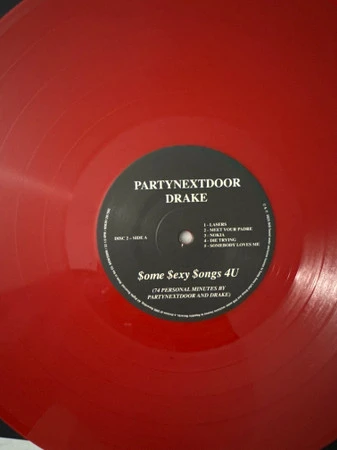 PARTYNEXTDOOR
DRAKE
DISC 2 - SIDE A
1 - LASERS
2 - MEET YOUR PADRE
3 - NOKIA
4 - DIE TRYING
5 - SOMEBODY LOVES ME
$ome $exy $ongs 4U
(74 PERSONAL MINUTES BY
PARTYNEXTDOOR AND DRAKE)